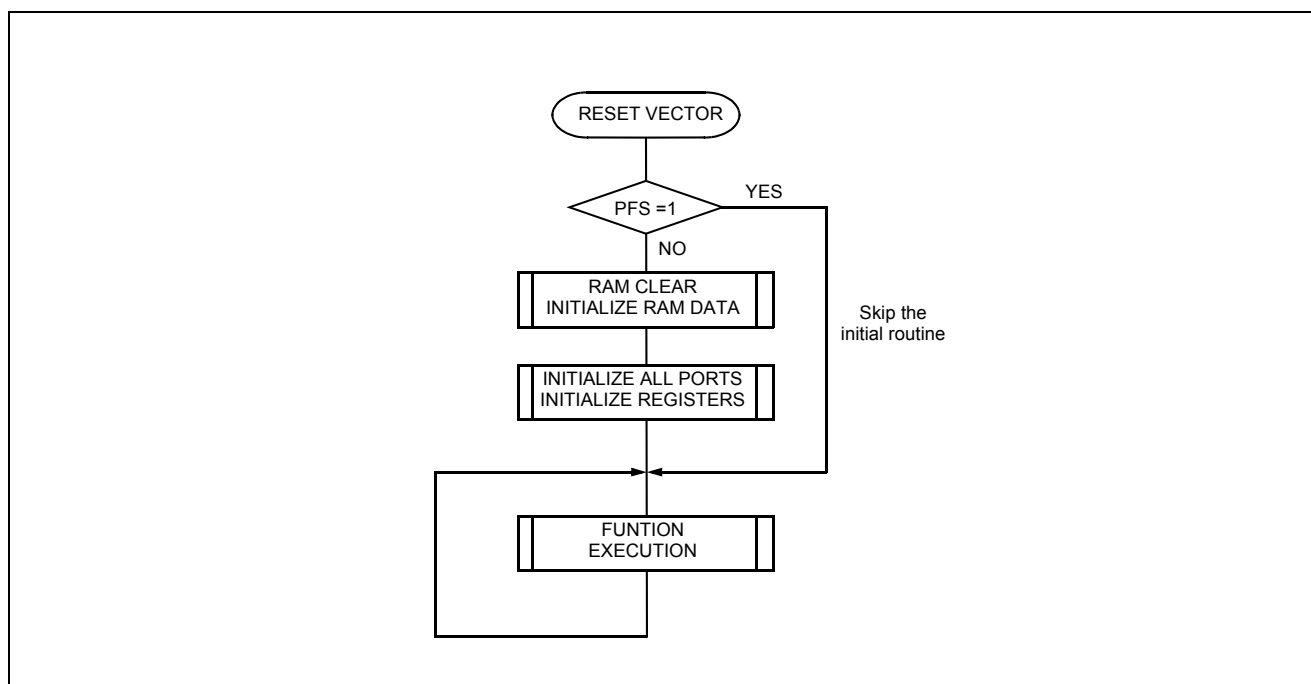 RESET VECTOR
YES
PFS =1
NO
RAM CLEAR
INITIALIZE RAM DATA
Skip the
initial routine
INITIALIZE ALL PORTS
INITIALIZE REGISTERS
FUNTION
EXECUTION